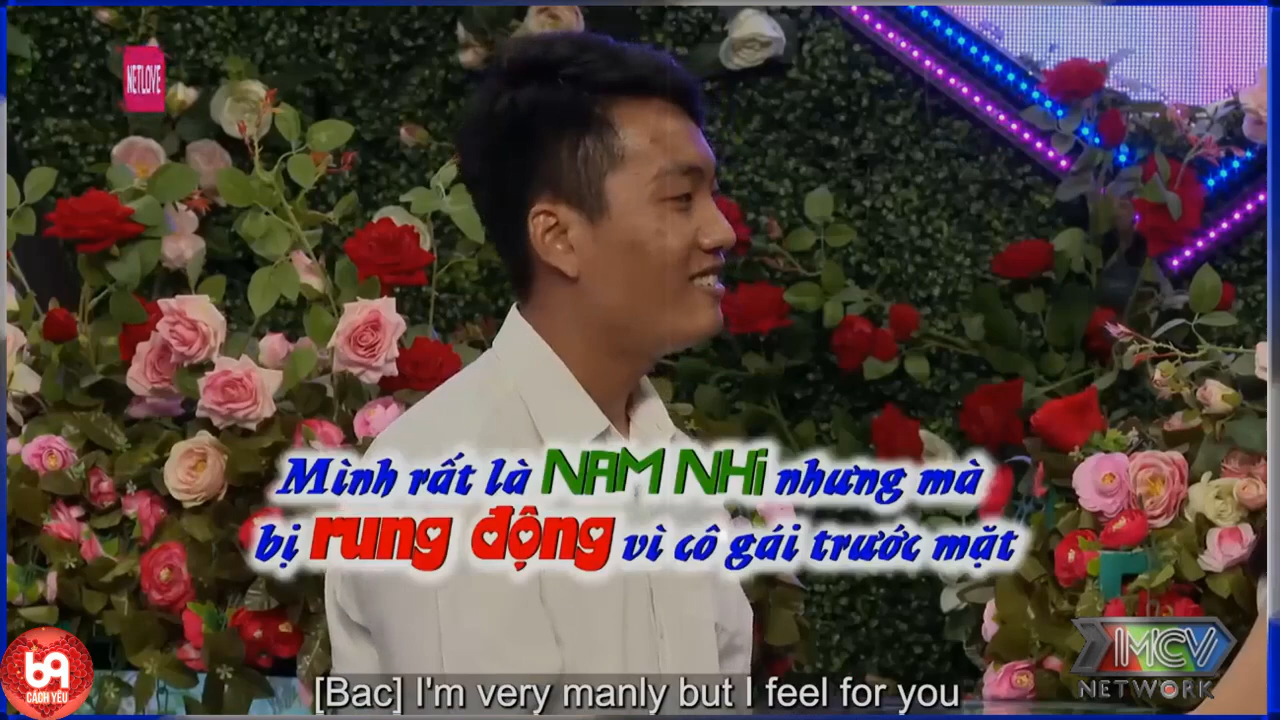 NETLOVE
Mình rất là NAM NHi nhưng mà
bị rung động vì cô gái trước mặt
MCV
NETWORK
69
CÁCH YÊU
[Bac] I'm very manly but I feel for you